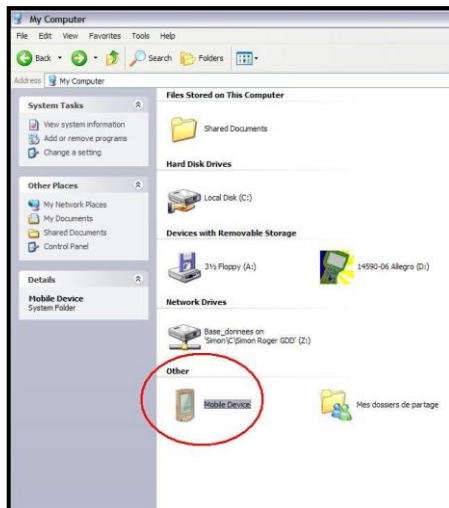 My Computer
File Edit View Favorites Tools Help
Back Search Folders
Address My Computer
System Tasks
View system information
Add or remove programs
Change a setting
Other Places
My Network Places
My Documents
Shared Documents
Control Panel
Details
Mobile Device
System Folder
Files Stored on This Computer
Shared Documents
Hard Disk Drives
Local Disk (C:)
Devices with Removable Storage
3½ Floppy (A:)
14590-06 Allegro (D:)
Network Drives
Base_donnees on
'Simon\C\Simon Roger GDD' (Z:)
Other
Mobile Device
Mes dossiers de partage